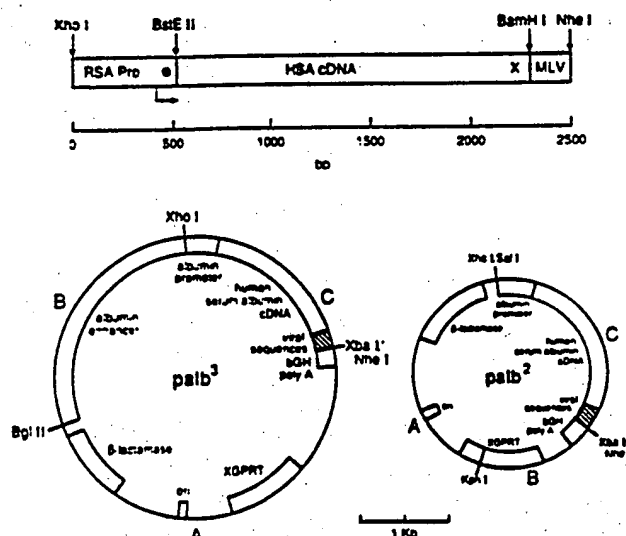 Xho I BstE II BamH I Nhe I
RSA Pro HSA cDNA X MLV
0 500 1000 1500 2000 2500
bp
Xho I
albumin
promoter
B
albumin
enhancer
human
serum albumin
cDNA
C
viral
sequences
Xba I'
Nhe I
bGH
poly A
palb3
Bgl II
β-lactamase
ori
XGPRT
A
Xho I Sal I
albumin
promoter
β-lactamase
human
serum albumin
cDNA
C
palb2
viral
sequences
bGH
poly A
Xba I
Nhe
ori
A
XGPRT
Kpn I
B
1 Kb